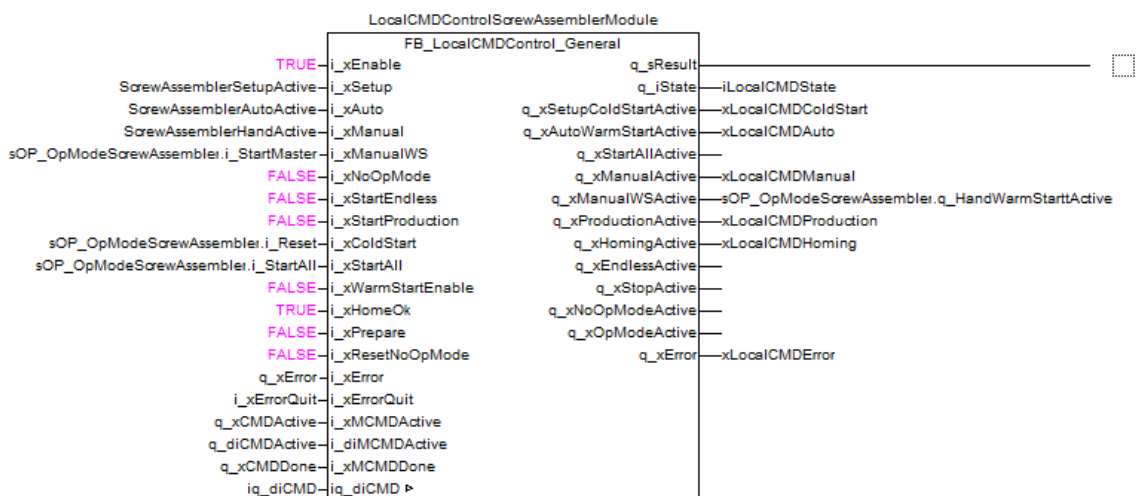 LocalCMDControlScrewAssemblerModule
FB_LocalCMDControl_General
TRUE i_xEnable q_sResult
ScrewAssemblerSetupActive i_xSetup q_iState iLocalCMDState
ScrewAssemblerAutoActive i_xAuto q_xSetupColdStartActive xLocalCMDColdStart
ScrewAssemblerHandActive i_xManual q_xAutoWarmStartActive xLocalCMDAuto
sOP_OpModeScrewAssembler.i_StartMaster i_xManualWS q_xStartAllActive
FALSE i_xNoOpMode q_xManualActive xLocalCMDManual
FALSE i_xStartEndless q_xManualWSActive sOP_OpModeScrewAssembler.q_HandWarmStarttActive
FALSE i_xStartProduction q_xProductionActive xLocalCMDProduction
sOP_OpModeScrewAssembler.i_Reset i_xColdStart q_xHomingActive xLocalCMDHoming
sOP_OpModeScrewAssembler.i_StartAll i_xStartAll q_xEndlessActive
FALSE i_xWarmStartEnable q_xStopActive
TRUE i_xHomeOk q_xNoOpModeActive
FALSE i_xPrepare q_xOpModeActive
FALSE i_xResetNoOpMode q_xError xLocalCMDError
q_xError i_xError
i_xErrorQuit i_xErrorQuit
q_xCMDActive i_xMCMDActive
q_diCMDActive i_diMCMDActive
q_xCMDDone i_xMCMDDone
iq_diCMD iq_diCMD